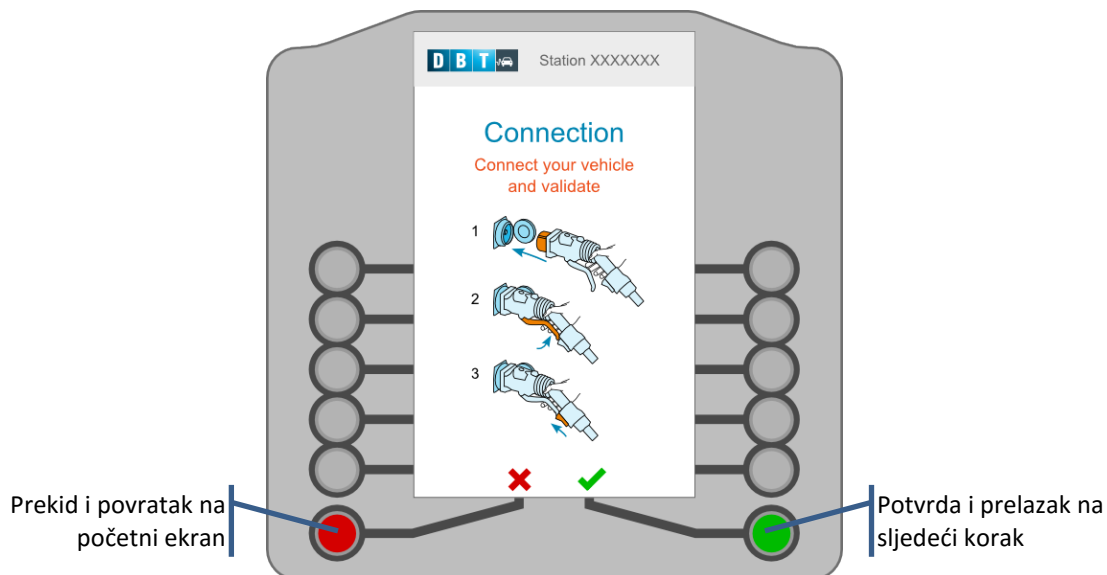 DBT Station XXXXXXX
Connection
Connect your vehicle
and validate
1
2
3
Prekid i povratak na
početni ekran
Potvrda i prelazak na
sljedeći korak